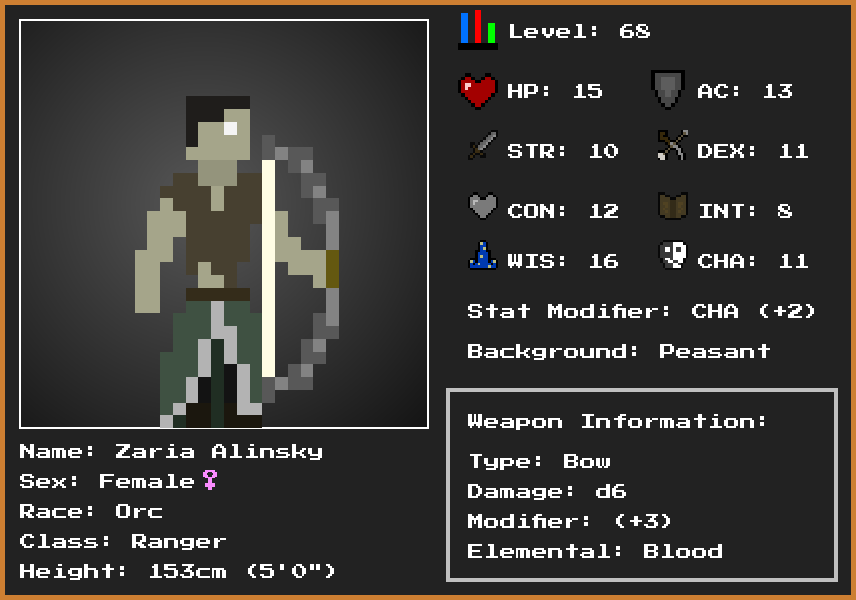 Level: 68
HP: 15
AC: 13
STR: 10
DEX: 11
CON: 12
INT: 8
WIS: 16
CHA: 11
Stat Modifier: CHA (+2)
Background: Peasant
Weapon Information:
Type: Bow
Damage: d6
Modifier: (+3)
Elemental: Blood
Name: Zaria Alinsky
Sex: Female♀
Race: Orc
Class: Ranger
Height: 153cm (5'0")